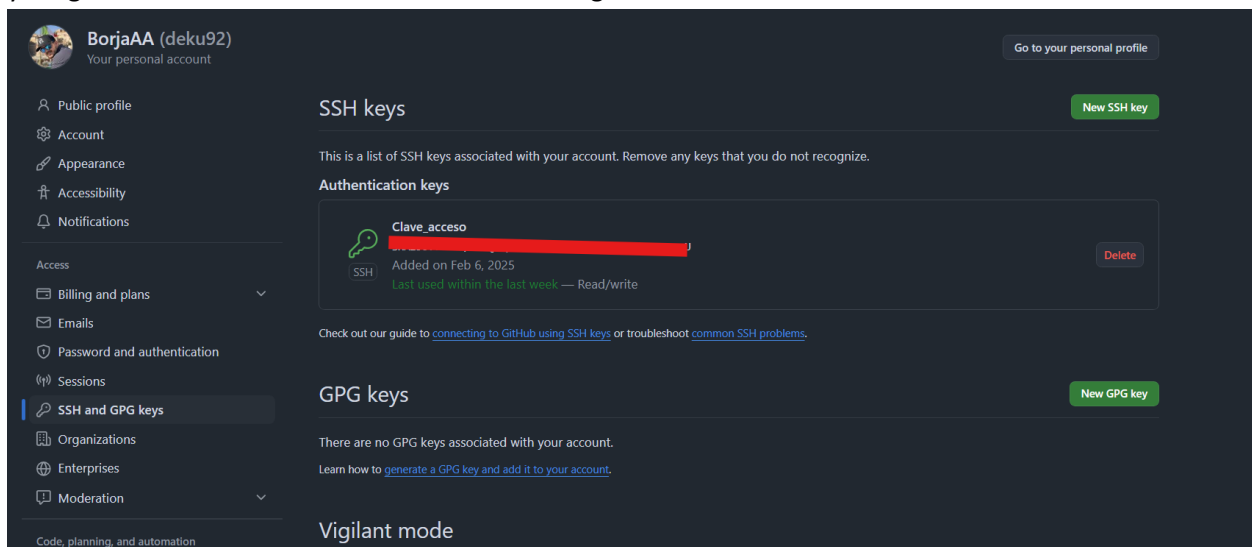 BorjaAA (deku92)
Your personal account
Go to your personal profile
Public profile
Account
Appearance
Accessibility
Notifications
Access
Billing and plans
Emails
Password and authentication
Sessions
SSH and GPG keys
Organizations
Enterprises
Moderation
Code, planning, and automation
SSH keys
New SSH key
This is a list of SSH keys associated with your account. Remove any keys that you do not recognize.
Authentication keys
Clave_acceso
SSH
Added on Feb 6, 2025
Last used within the last week — Read/write
Delete
Check out our guide to connecting to GitHub using SSH keys or troubleshoot common SSH problems.
GPG keys
New GPG key
There are no GPG keys associated with your account.
Learn how to generate a GPG key and add it to your account.
Vigilant mode